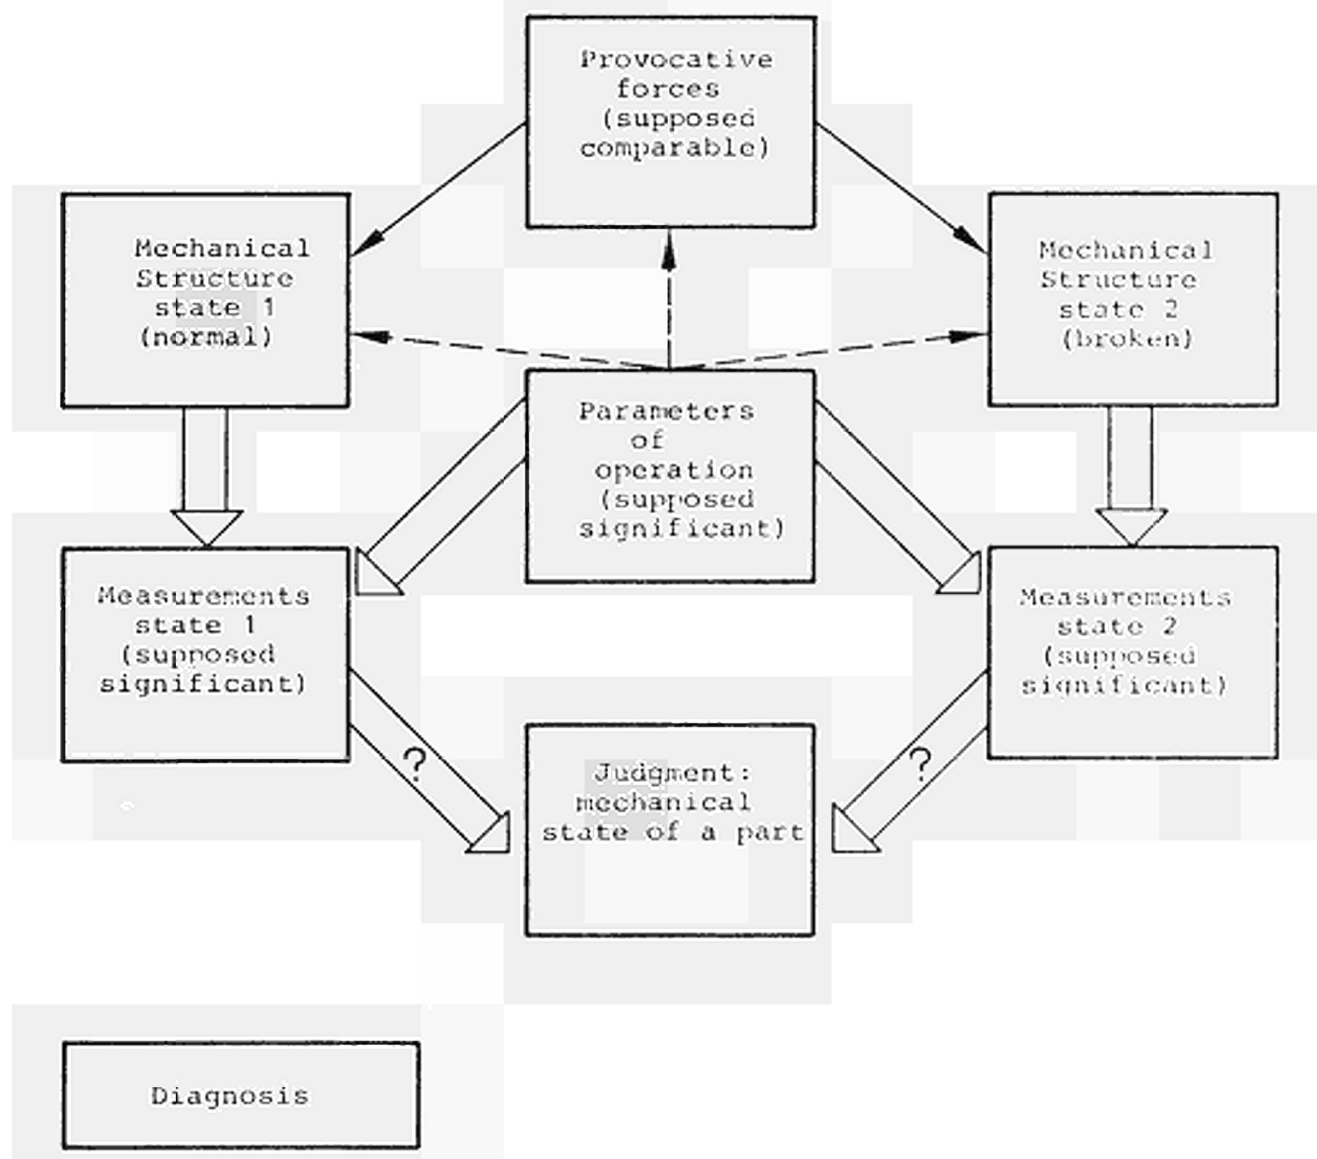 Provocative
forces
(supposed
comparable)
Mechanical
Structure
state 1
(normal)
Mechanical
Structure
state 2
(broken)
Parameters
of
operation
(supposed
significant)
Measurements
state 1
(supposed
significant)
Measurements
state 2
(supposed
significant)
?
?
Judgment:
mechanical
state of a part
Diagnosis